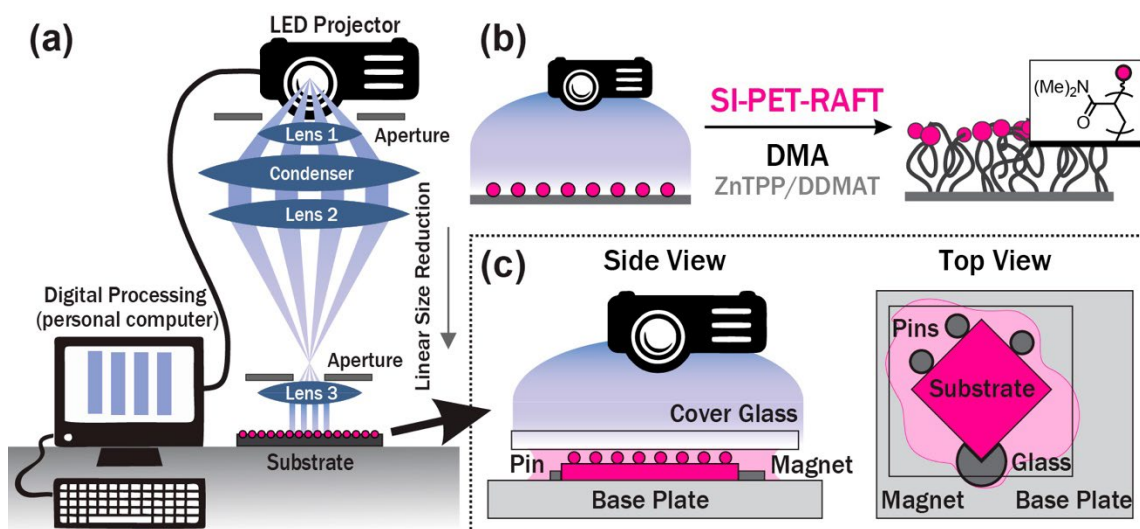 (a)
LED Projector
Lens 1
Aperture
Condenser
Lens 2
Linear Size Reduction
Digital Processing
(personal computer)
Aperture
Lens 3
Substrate
(b)
SI-PET-RAFT
DMA
ZnTPP/DDMAT
(Me)₂N
O
(c)
Side View
Cover Glass
Pin
Magnet
Base Plate
Top View
Pins
Substrate
Glass
Magnet
Base Plate